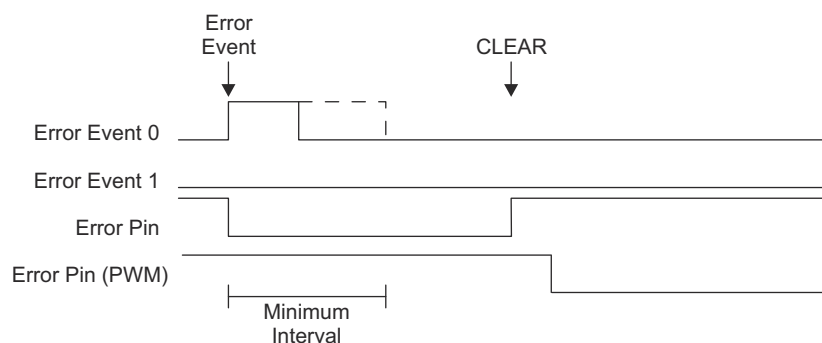 Error
Event
CLEAR
Error Event 0
Error Event 1
Error Pin
Error Pin (PWM)
Minimum
Interval